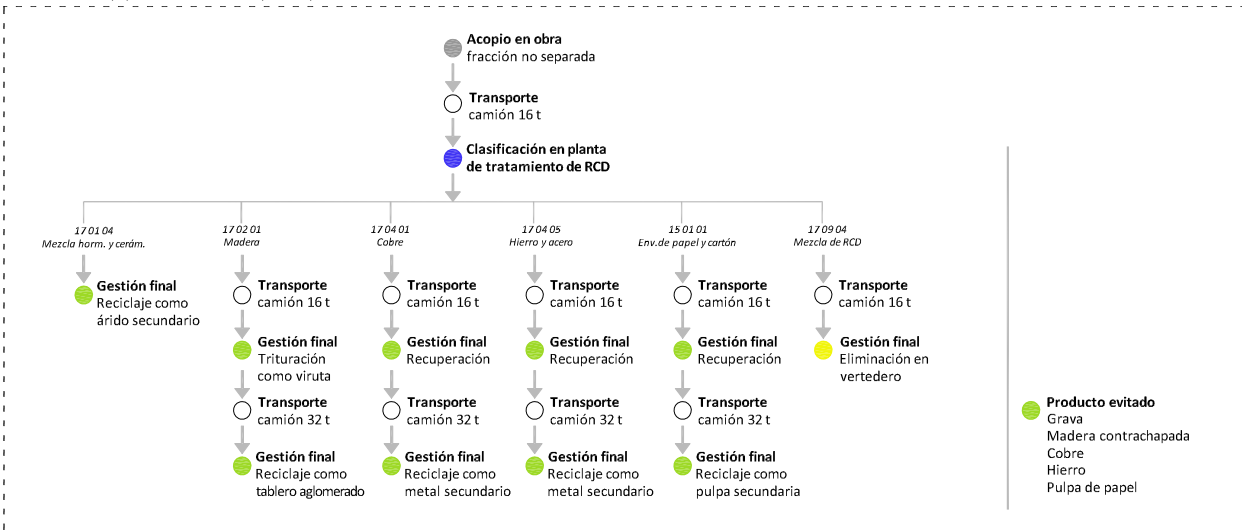 Acopio en obra
fracción no separada
Transporte
camión 16 t
Clasificación en planta
de tratamiento de RCD
17 01 04
Mezcla horm. y cerám.
17 02 01
Madera
17 04 01
Cobre
17 04 05
Hierro y acero
15 01 01
Env.de papel y cartón
17 09 04
Mezcla de RCD
Gestión final
Reciclaje como
árido secundario
Transporte
camión 16 t
Transporte
camión 16 t
Transporte
camión 16 t
Transporte
camión 16 t
Transporte
camión 16 t
Gestión final
Trituración
como viruta
Gestión final
Recuperación
Gestión final
Recuperación
Gestión final
Recuperación
Gestión final
Eliminación en
vertedero
Transporte
camión 32 t
Transporte
camión 32 t
Transporte
camión 32 t
Transporte
camión 32 t
Gestión final
Reciclaje como
tablero aglomerado
Gestión final
Reciclaje como
metal secundario
Gestión final
Reciclaje como
metal secundario
Gestión final
Reciclaje como
pulpa secundaria
Producto evitado
Grava
Madera contrachapada
Cobre
Hierro
Pulpa de papel